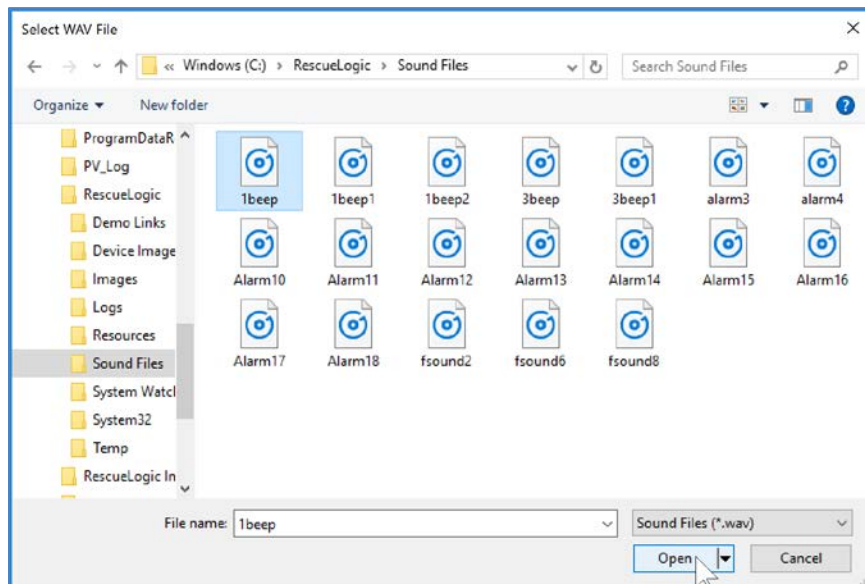 Select WAV File
« Windows (C:) › RescueLogic › Sound Files
Search Sound Files
Organize
New folder
ProgramDataR
PV_Log
RescueLogic
Demo Links
Device Image
Images
Logs
Resources
Sound Files
System Watcl
System32
Temp
RescueLogic In
1beep 1beep1 1beep2 3beep 3beep1 alarm3 alarm4
Alarm10 Alarm11 Alarm12 Alarm13 Alarm14 Alarm15 Alarm16
Alarm17 Alarm18 fsound2 fsound6 fsound8
File name: 1beep
Sound Files (*.wav)
Open
Cancel